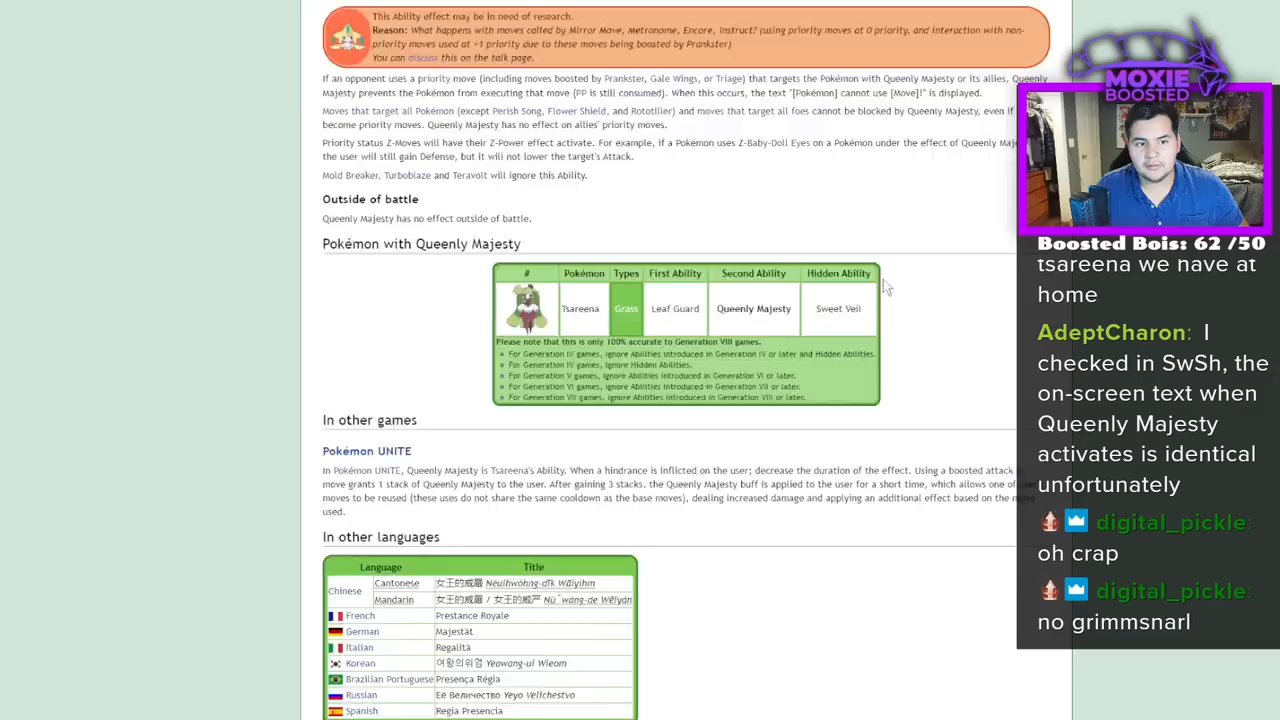 This Ability effect may be in need of research.
Reason: What happens with moves called by Mirror Move, Metronome, Encore, Instruct? (using priority moves at 0 priority, and interaction with non-
priority moves used at +1 priority due to these moves being boosted by Prankster)
You can discuss this on the talk page.
If an opponent uses a priority move (including moves boosted by Prankster, Gale Wings, or Triage) that targets the Pokémon with Queenly Majesty or its allies, Queenly
Majesty prevents the Pokémon from executing that move (PP is still consumed). When this occurs, the text "[Pokémon] cannot use [Move]!" is displayed.
Moves that target all Pokémon (except Perish Song, Flower Shield, and Rototiller) and moves that target all foes cannot be blocked by Queenly Majesty, even if
become priority moves. Queenly Majesty has no effect on allies' priority moves.
Priority status Z-Moves will have their Z-Power effect activate. For example, if a Pokémon uses Z-Baby-Doll Eyes on a Pokémon under the effect of Queenly Maje
the user will still gain Defense, but it will not lower the target's Attack.
Mold Breaker, Turboblaze and Teravolt will ignore this Ability.
Outside of battle
Queenly Majesty has no effect outside of battle.
Pokémon with Queenly Majesty
# Pokémon Types First Ability Second Ability Hidden Ability
Tsareena Grass Leaf Guard Queenly Majesty Sweet Veil
Please note that this is only 100% accurate to Generation VIII games.
For Generation III games, ignore Abilities introduced in Generation IV or later and Hidden Abilities.
For Generation IV games, ignore Hidden Abilities.
For Generation V games, ignore Abilities introduced in Generation VI or later.
For Generation VI games, ignore Abilities introduced in Generation VII or later.
For Generation VII games, ignore Abilities introduced in Generation VIII or later.
In other games
Pokémon UNITE
In Pokémon UNITE, Queenly Majesty is Tsareena's Ability. When a hindrance is inflicted on the user; decrease the duration of the effect. Using a boosted attack
move grants 1 stack of Queenly Majesty to the user. After gaining 3 stacks, the Queenly Majesty buff is applied to the user for a short time, which allows one of
moves to be reused (these uses do not share the same cooldown as the base moves), dealing increased damage and applying an additional effect based on the move
used.
In other languages
Language Title
Chinese Cantonese 女王的威嚴 Néuihwòhng-dīk Wāiyìhm
Mandarin 女王的威嚴 / 女王的威严 Nǚwáng-de Wēiyán
French Prestance Royale
German Majestät
Italian Regalità
Korean 여왕의위엄 Yeowang-ui Wieom
Brazilian Portuguese Presença Régia
Russian Её Величество Yeyo Velichestvo
Spanish Regia Presencia
MOXIE
BOOSTED
Boosted Bois: 62 /50
tsareena we have at
home
AdeptCharon: I
checked in SwSh, the
on-screen text when
Queenly Majesty
activates is identical
unfortunately
digital_pickle:
oh crap
digital_pickle:
no grimmsnarl